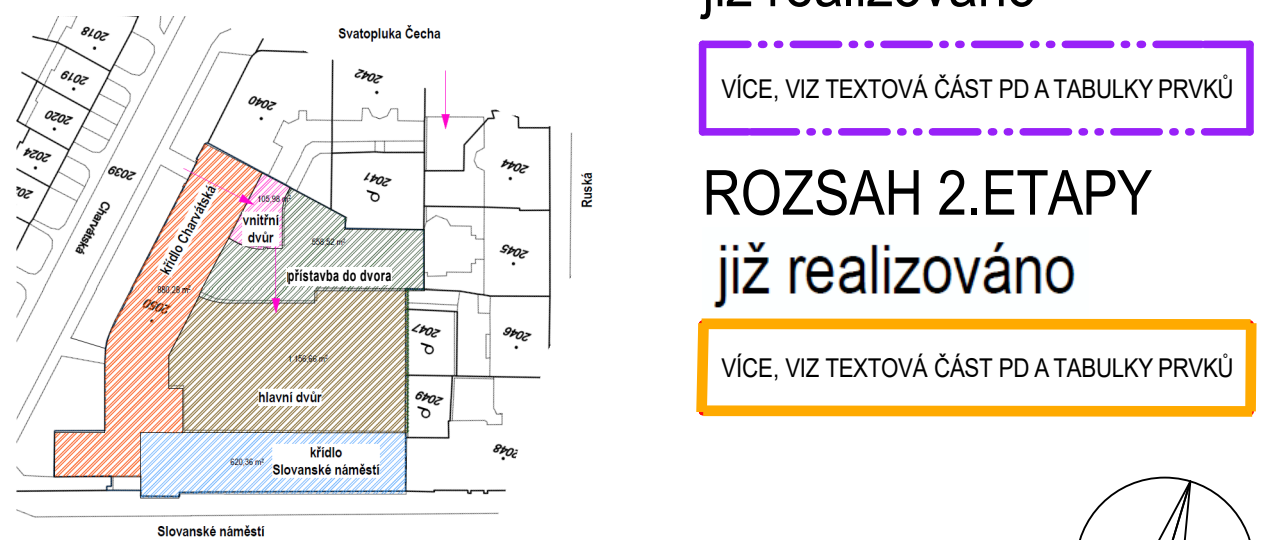 Svatopluka Čecha
2018
2019
2020
2024
2039
Charvátská
2040
2042
2041
2044
2045
2046
2047
2049
2048
Ruská
křídlo Charvátská
880,28 m²
2050
105,98 m²
vnitřní
dvůr
658,52 m²
přístavba do dvora
1 156,66 m²
hlavní dvůr
620,36 m²
křídlo
Slovanské náměstí
Slovanské náměstí
již realizováno
VÍCE, VIZ TEXTOVÁ ČÁST PD A TABULKY PRVKŮ
ROZSAH 2.ETAPY
již realizováno
VÍCE, VIZ TEXTOVÁ ČÁST PD A TABULKY PRVKŮ